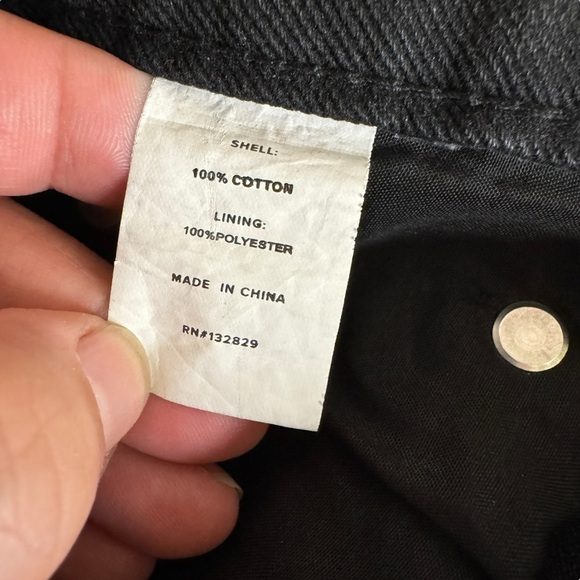 SHELL:
100% COTTON
LINING:
100%POLYESTER
MADE IN CHINA
RN#132829